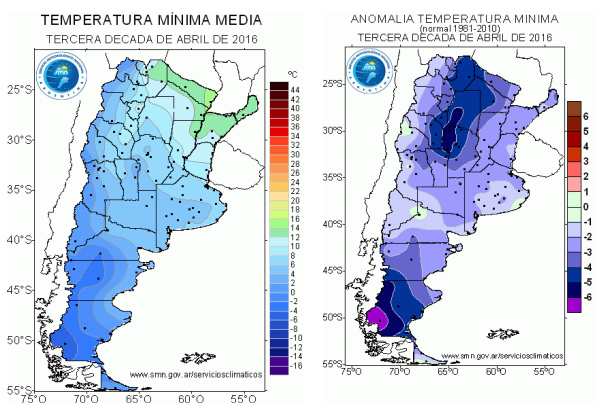 TEMPERATURA MÍNIMA MEDIA
TERCERA DECADA DE ABRIL DE 2016
ºC
44
42
40
38
36
34
32
30
28
26
24
22
20
18
16
14
12
10
8
6
4
2
0
-2
-4
-6
-8
-10
-12
-14
-16
25°S
30°S
35°S
40°S
45°S
50°S
55°S
75°O
70°O
65°O
60°O
55°O
www.smn.gov.ar/serviciosclimaticos
ANOMALIA TEMPERATURA MINIMA
(normal 1981-2010)
TERCERA DECADA DE ABRIL DE 2016
6
5
4
3
2
1
0
-1
-2
-3
-4
-5
-6
25°S
30°S
35°S
40°S
45°S
50°S
55°S
75°O
70°O
65°O
60°O
55°O
www.smn.gov.ar/serviciosclimaticos